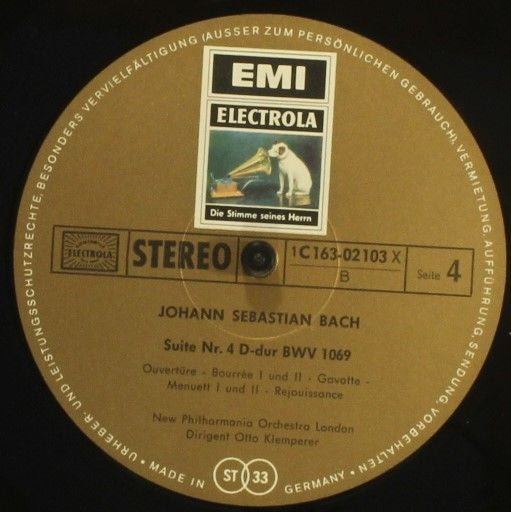 URHEBER- UND LEISTUNGSSCHUTZRECHTE, BESONDERS VERVIELFÄLTIGUNG (AUSSER ZUM PERSÖNLICHEN GEBRAUCH), VERMIETUNG, AUFFÜHRUNG, SENDUNG, VORBEHALTEN
EMI
ELECTROLA
Die Stimme seines Herrn
ELECTROLA
STEREO
1C163-02103 X
B
Seite 4
JOHANN SEBASTIAN BACH
Suite Nr. 4 D-dur BWV 1069
Ouvertüre - Bourrée I und II - Gavotte -
Menuett I und II - Rejouissance
New Philharmonia Orchestra London
Dirigent Otto Klemperer
• MADE IN GERMANY •
ST 33